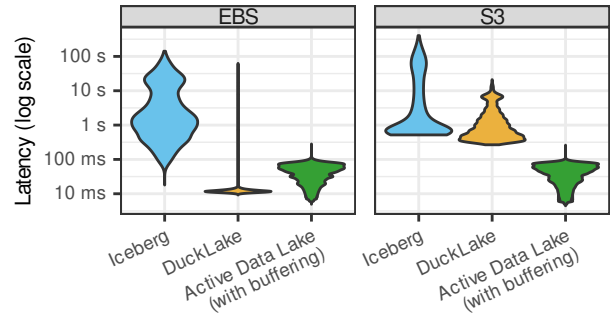 EBS
S3
Latency (log scale)
100 s
10 s
1 s
100 ms
10 ms
Iceberg
DuckLake
Active Data Lake
(with buffering)
Iceberg
DuckLake
Active Data Lake
(with buffering)